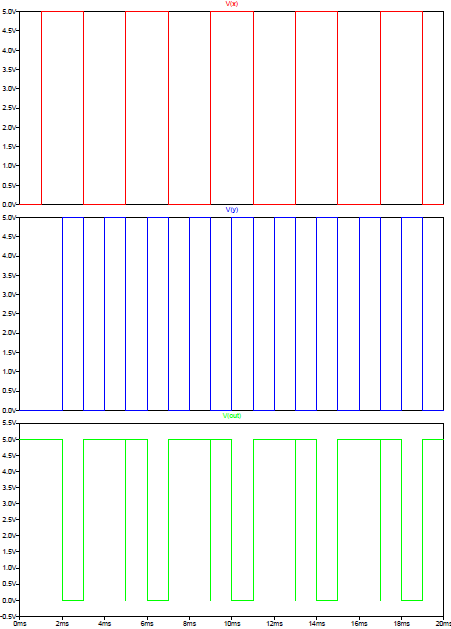 V(x)
5.0V
4.5V
4.0V
3.5V
3.0V
2.5V
2.0V
1.5V
1.0V
0.5V
0.0V
V(y)
5.0V
4.5V
4.0V
3.5V
3.0V
2.5V
2.0V
1.5V
1.0V
0.5V
0.0V
V(out)
5.5V
5.0V
4.5V
4.0V
3.5V
3.0V
2.5V
2.0V
1.5V
1.0V
0.5V
0.0V
-0.5V
0ms 2ms 4ms 6ms 8ms 10ms 12ms 14ms 16ms 18ms 20ms